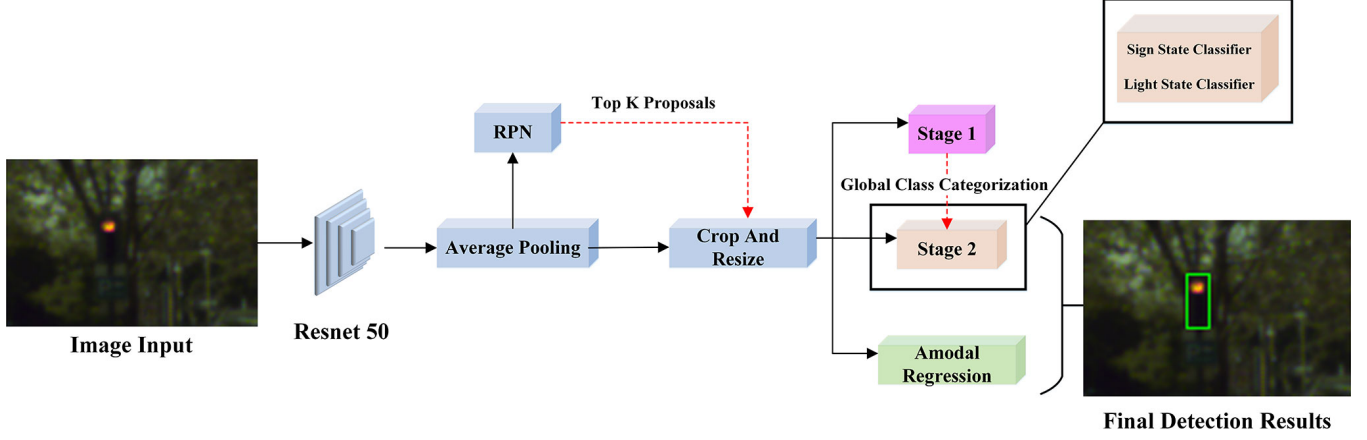 Image Input
Resnet 50
Average Pooling
RPN
Top K Proposals
Crop And
Resize
Stage 1
Global Class Categorization
Stage 2
Amodal
Regression
Sign State Classifier
Light State Classifier
Final Detection Results